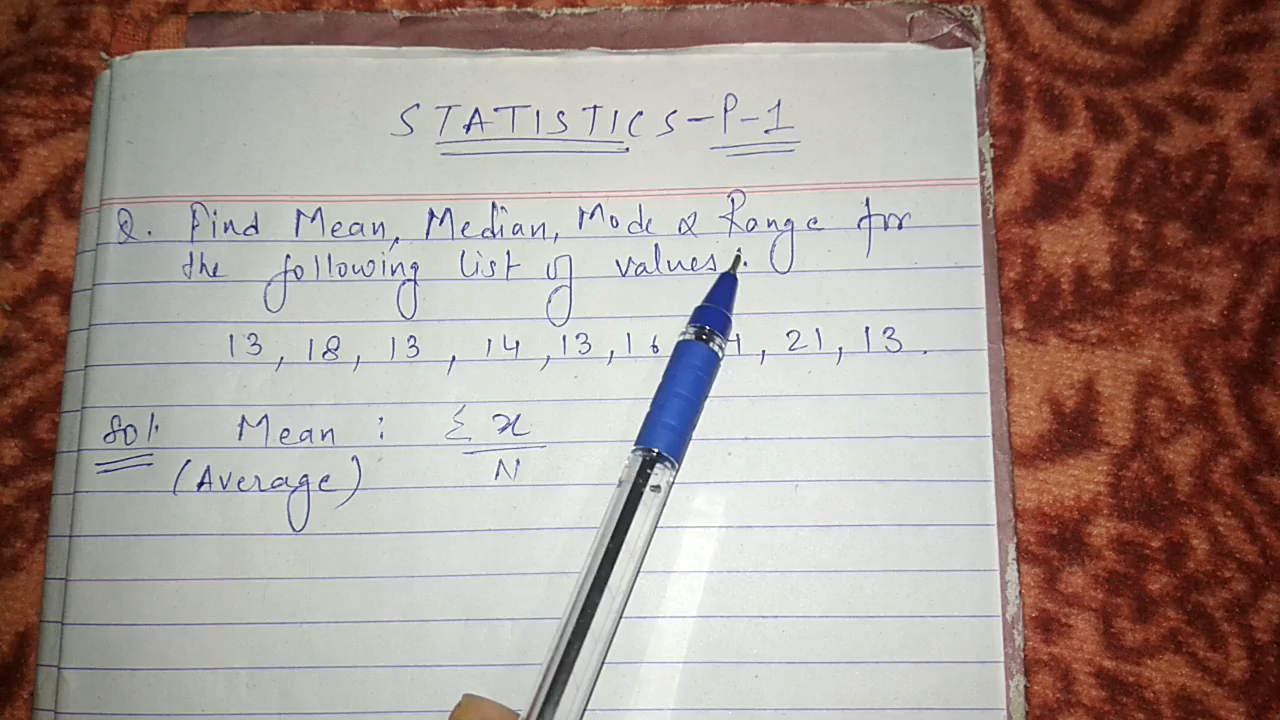 STATISTICS-P-1
Q. Find Mean, Median, Mode & Range for
the following list of values:
13, 18, 13, 14, 13, 16 21, 13.
Sol. Mean : Σx
(Average) N